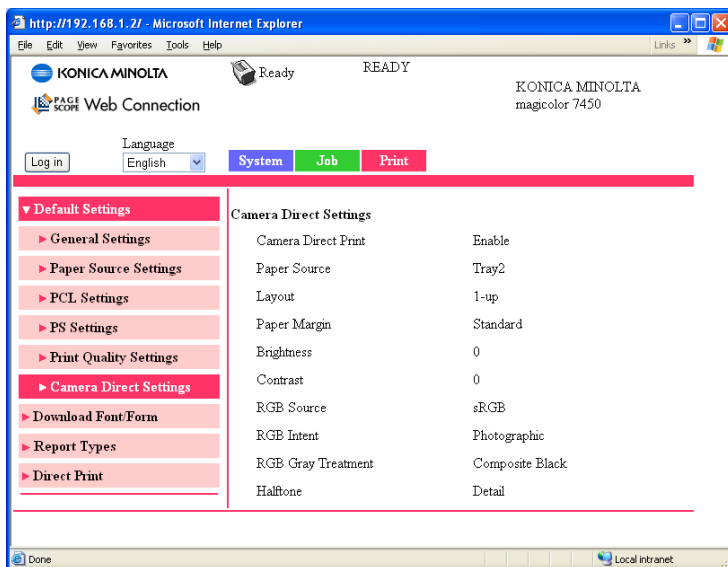 http://192.168.1.2/ - Microsoft Internet Explorer
File Edit View Favorites Tools Help Links »
KONICA MINOLTA
Ready
READY
KONICA MINOLTA
magicolor 7450
PAGE SCOPE Web Connection
Language
Log in
English
System Job Print
Default Settings
General Settings
Paper Source Settings
PCL Settings
PS Settings
Print Quality Settings
Camera Direct Settings
Download Font/Form
Report Types
Direct Print
Camera Direct Settings
Camera Direct Print Enable
Paper Source Tray2
Layout 1-up
Paper Margin Standard
Brightness 0
Contrast 0
RGB Source sRGB
RGB Intent Photographic
RGB Gray Treatment Composite Black
Halftone Detail
Done Local intranet